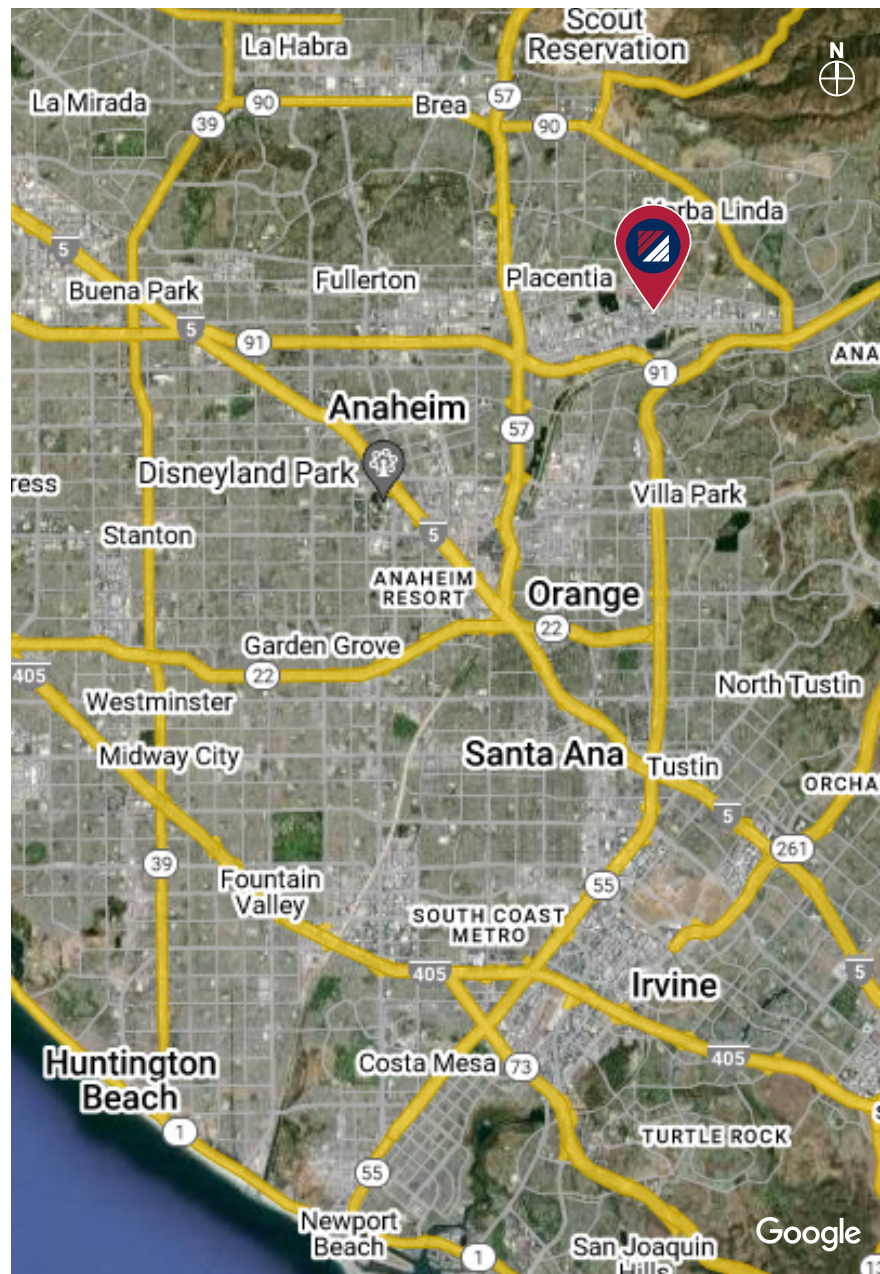 Scout
Reservation
N
La Habra
La Mirada
90
57
Brea
39
90
Yorba Linda
5
Placentia
Fullerton
Buena Park
5
91
ANA
91
Anaheim
57
Disneyland Park
ress
Villa Park
Stanton
5
ANAHEIM
RESORT
Orange
22
Garden Grove
405
22
North Tustin
Westminster
Midway City
Santa Ana
Tustin
ORCHA
5
261
39
55
Fountain
Valley
SOUTH COAST
METRO
405
5
Irvine
405
Huntington
Beach
Costa Mesa
73
S
1
TURTLE ROCK
55
Newport
Beach
1
San Joaquin
Hills
Google
13